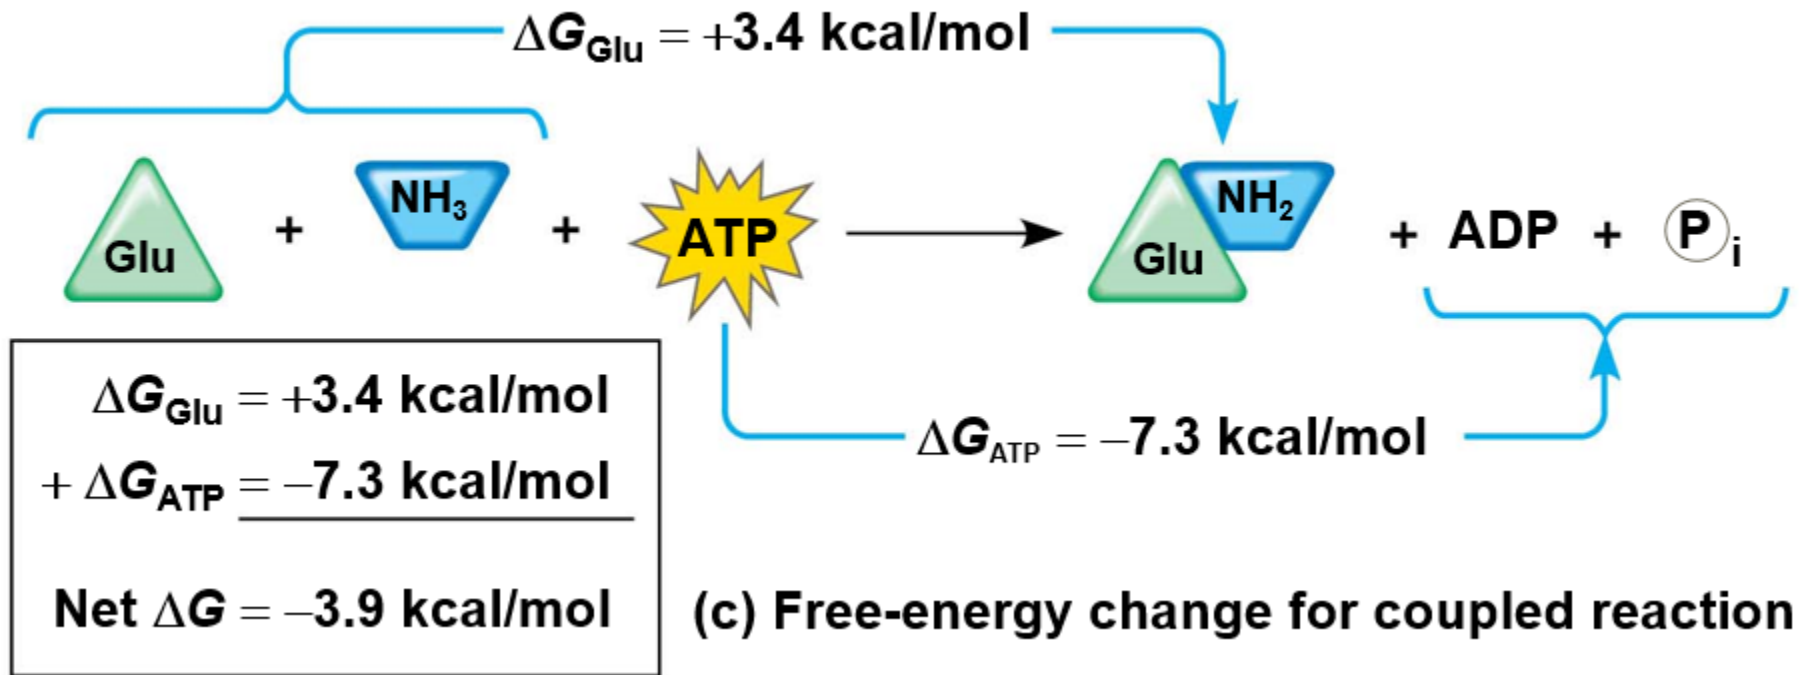 ΔG_Glu = +3.4 kcal/mol
Glu + NH₃ + ATP → Glu NH₂ + ADP + Pᵢ
ΔG_Glu = +3.4 kcal/mol
+ ΔG_ATP = −7.3 kcal/mol
Net ΔG = −3.9 kcal/mol
ΔG_ATP = −7.3 kcal/mol
(c) Free-energy change for coupled reaction